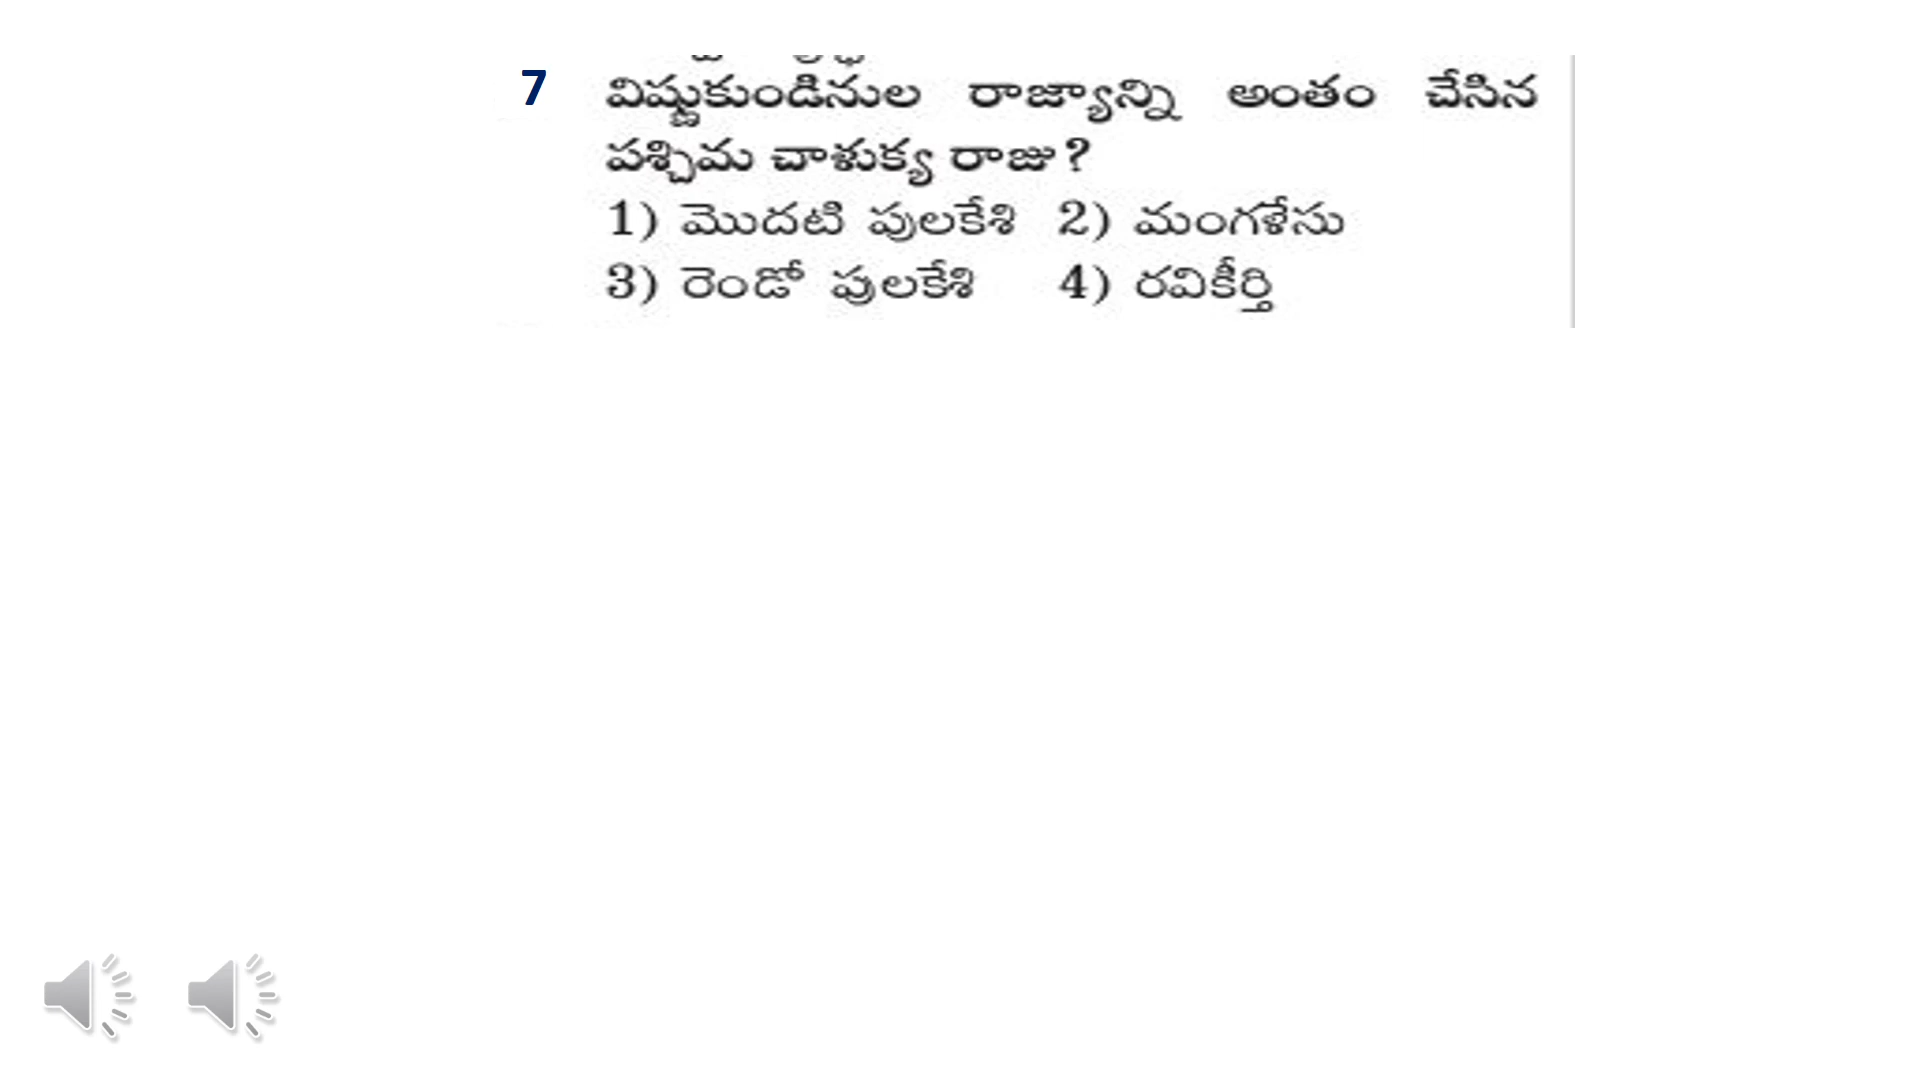 7 విష్ణుకుండినుల రాజ్యాన్ని అంతం చేసిన
పశ్చిమ చాళుక్య రాజు?
1) మొదటి పులకేశి 2) మంగళేసు
3) రెండో పులకేశి 4) రవికీర్తి